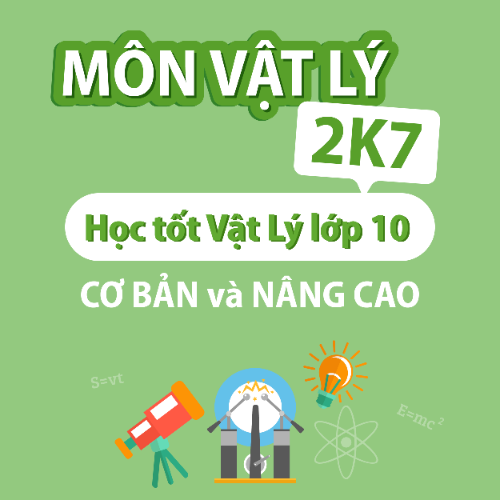 MÔN VẬT LÝ
2K7
Học tốt Vật Lý lớp 10
CƠ BẢN và NÂNG CAO
S=vt
E=mc²